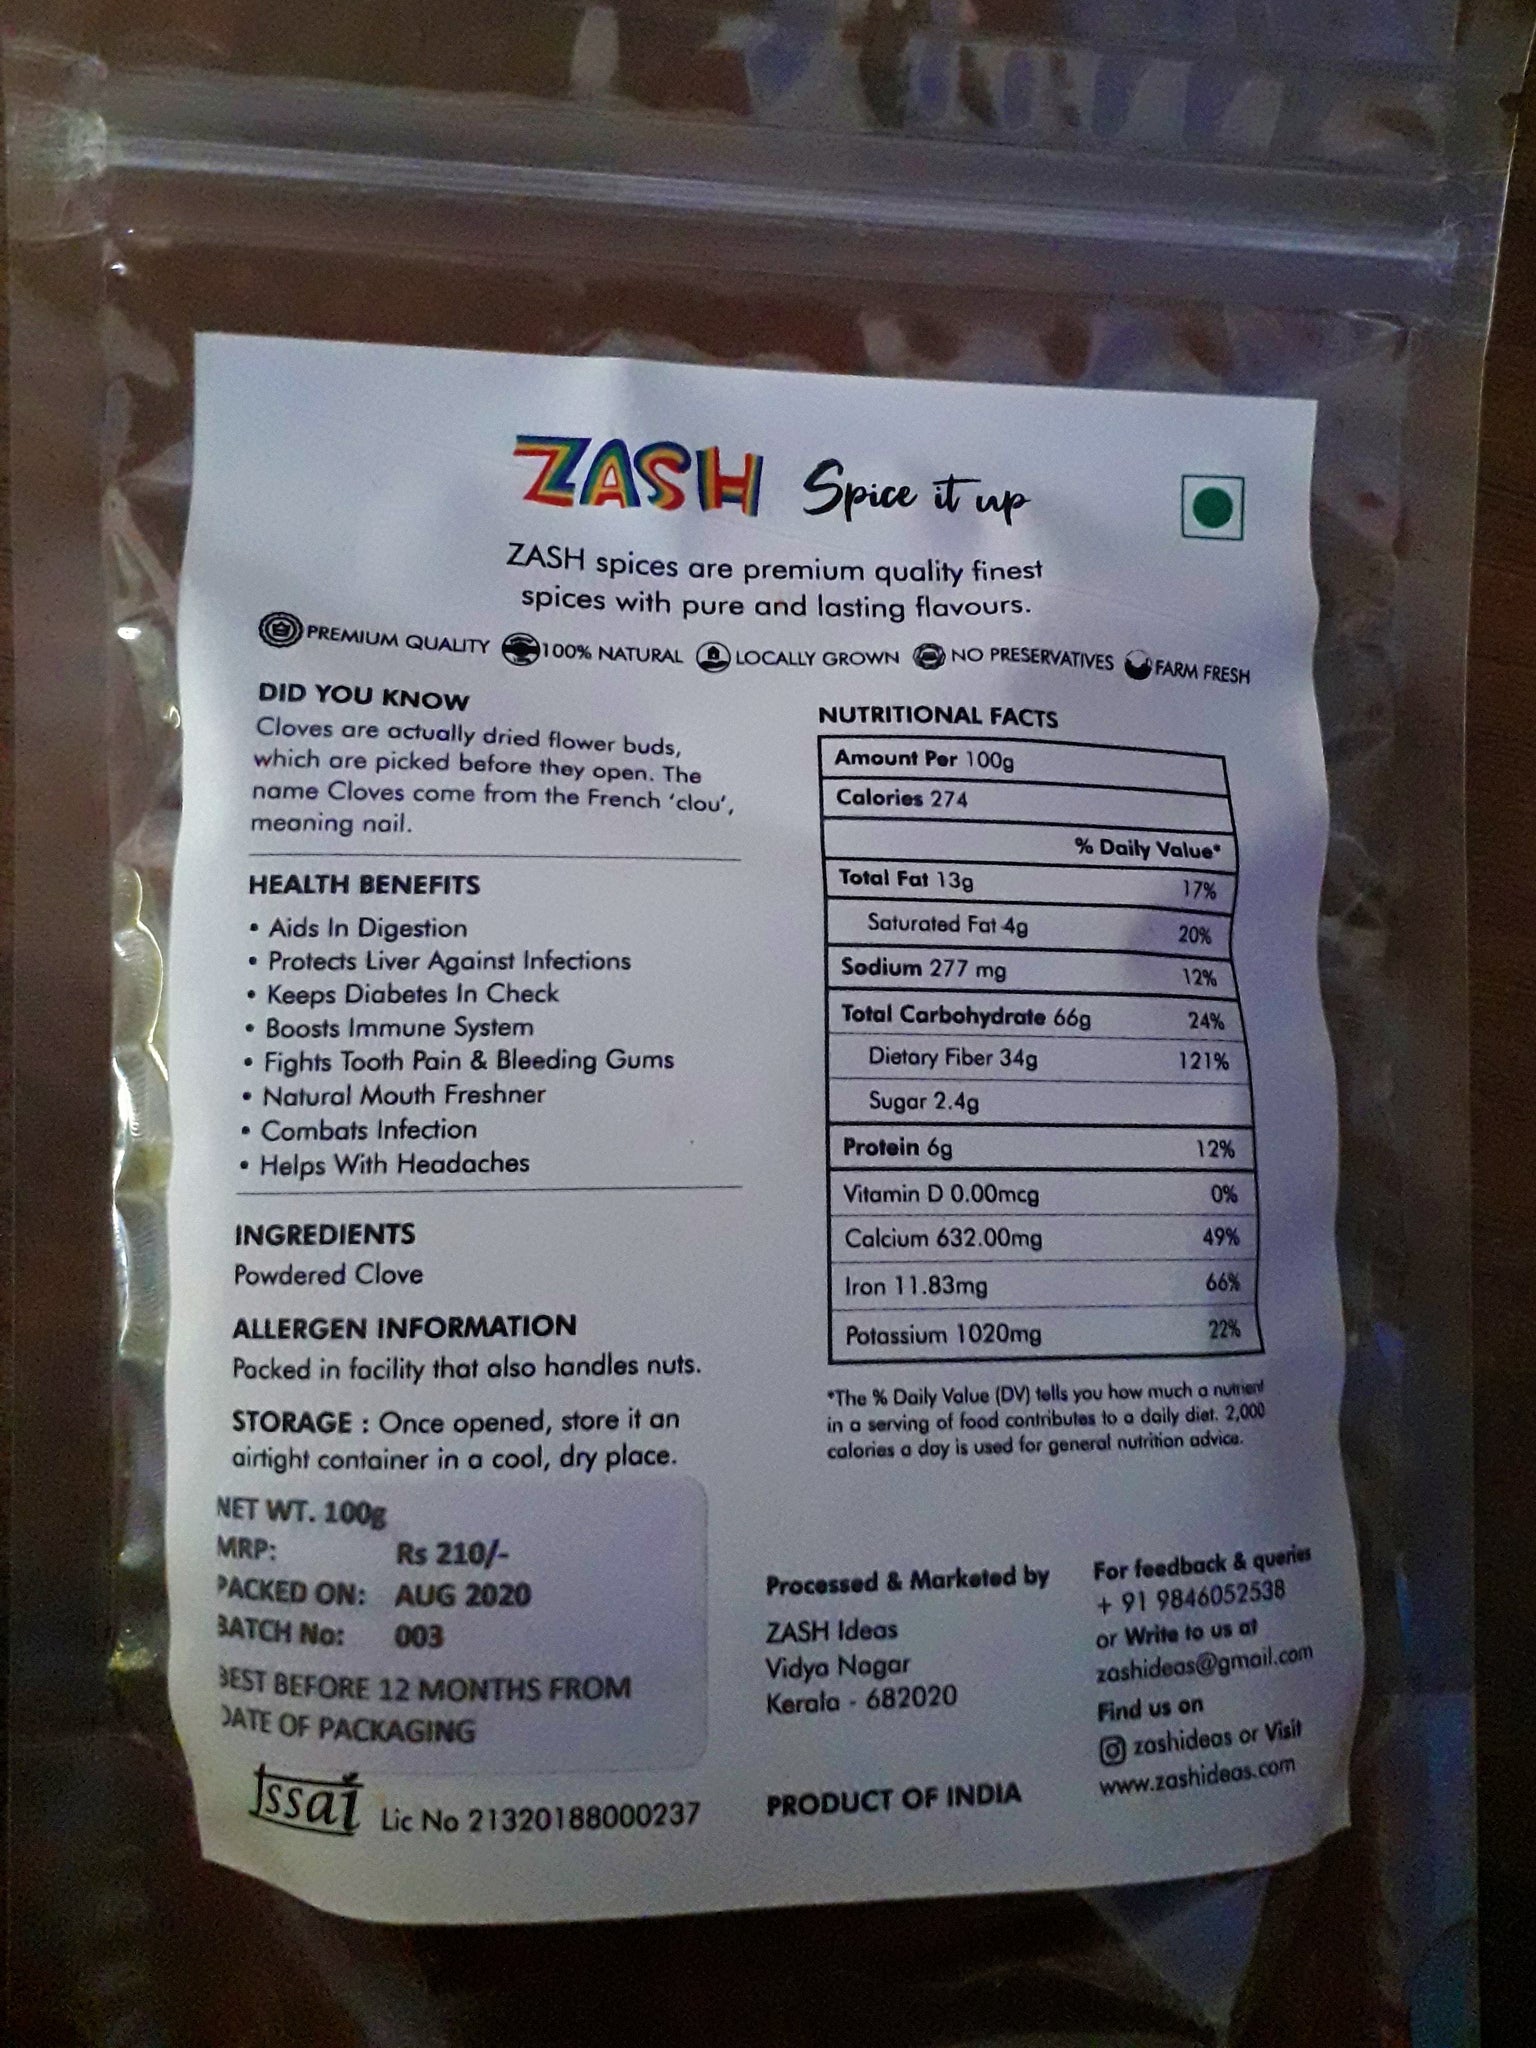 ZASH Spice it up
ZASH spices are premium quality finest
spices with pure and lasting flavours.
PREMIUM QUALITY 100% NATURAL LOCALLY GROWN NO PRESERVATIVES FARM FRESH
DID YOU KNOW
Cloves are actually dried flower buds,
which are picked before they open. The
name Cloves come from the French 'clou',
meaning nail.
HEALTH BENEFITS
• Aids In Digestion
• Protects Liver Against Infections
• Keeps Diabetes In Check
• Boosts Immune System
• Fights Tooth Pain & Bleeding Gums
• Natural Mouth Freshner
• Combats Infection
• Helps With Headaches
INGREDIENTS
Powdered Clove
ALLERGEN INFORMATION
Packed in facility that also handles nuts.
STORAGE : Once opened, store it an
airtight container in a cool, dry place.
NET WT. 100g
MRP: Rs 210/-
PACKED ON: AUG 2020
BATCH No: 003
BEST BEFORE 12 MONTHS FROM
DATE OF PACKAGING
fssai Lic No 21320188000237
NUTRITIONAL FACTS
Amount Per 100g
Calories 274
% Daily Value*
Total Fat 13g 17%
Saturated Fat 4g 20%
Sodium 277 mg 12%
Total Carbohydrate 66g 24%
Dietary Fiber 34g 121%
Sugar 2.4g
Protein 6g 12%
Vitamin D 0.00mcg 0%
Calcium 632.00mg 49%
Iron 11.83mg 66%
Potassium 1020mg 22%
*The % Daily Value (DV) tells you how much a nutrient
in a serving of food contributes to a daily diet. 2,000
calories a day is used for general nutrition advice.
Processed & Marketed by
ZASH Ideas
Vidya Nagar
Kerala - 682020
PRODUCT OF INDIA
For feedback & queries
+ 91 9846052538
or Write to us at
zashideas@gmail.com
Find us on
zashideas or Visit
www.zashideas.com